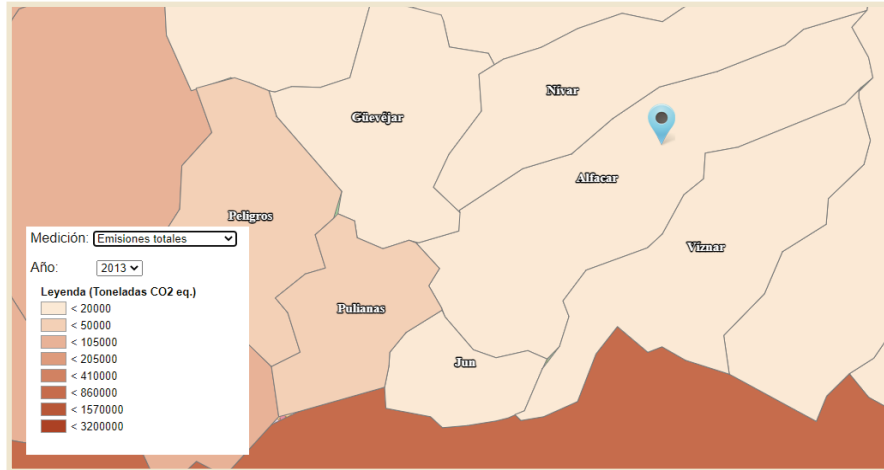 Nívar
Güevéjar
Alfacar
Peligros
Víznar
Medición: Emisiones totales
Año: 2013
Leyenda (Toneladas CO2 eq.)
< 20000
< 50000
< 105000
< 205000
< 410000
< 860000
< 1570000
< 3200000
Pulianas
Jun